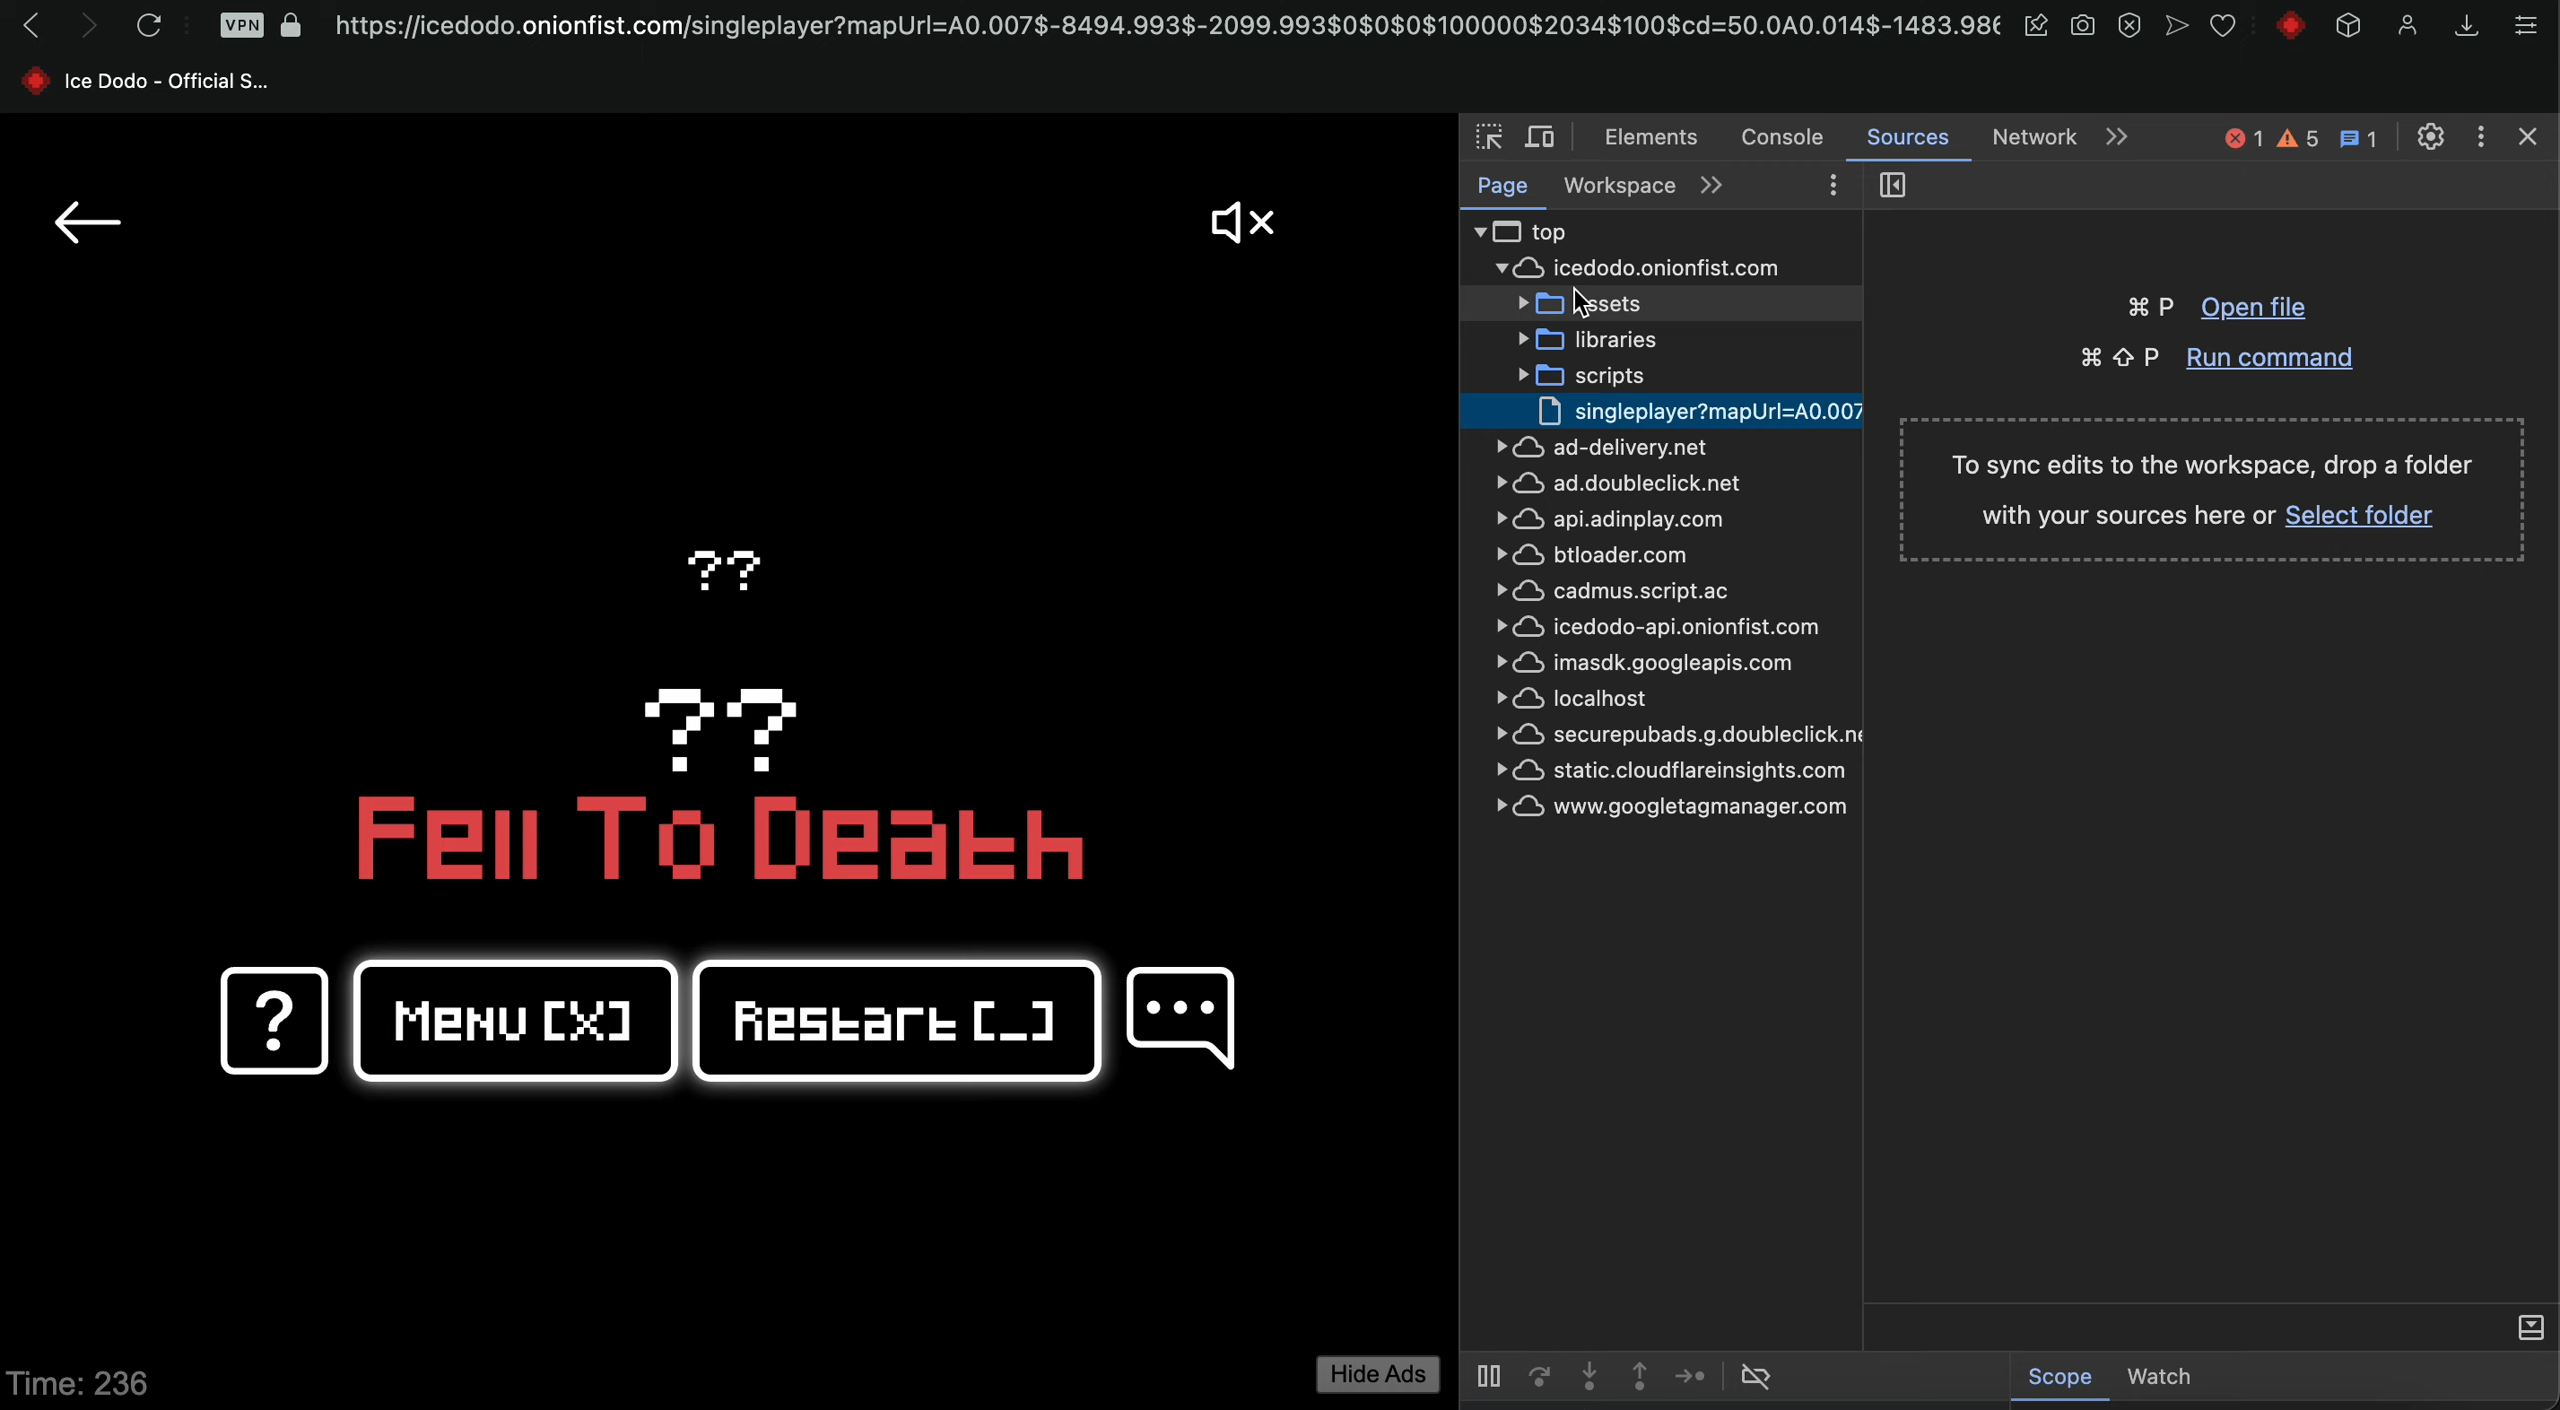 VPN
https://icedodo.onionfist.com/singleplayer?mapUrl=A0.007$-8494.993$-2099.993$0$0$0$100000$2034$100$cd=50.0A0.014$-1483.986
Ice Dodo - Official S...
Elements
Console
Sources
Network
1
5
1
Page
Workspace
top
icedodo.onionfist.com
ssets
libraries
scripts
singleplayer?mapUrl=A0.007
ad-delivery.net
ad.doubleclick.net
api.adinplay.com
btloader.com
cadmus.script.ac
icedodo-api.onionfist.com
imasdk.googleapis.com
localhost
securepubads.g.doubleclick.ne
static.cloudflareinsights.com
www.googletagmanager.com
⌘ P Open file
⌘ ⇧ P Run command
To sync edits to the workspace, drop a folder
with your sources here or Select folder
Scope
Watch
??
??
Fell To Death
?
Menu [X]
Restart [_]
Time: 236
Hide Ads